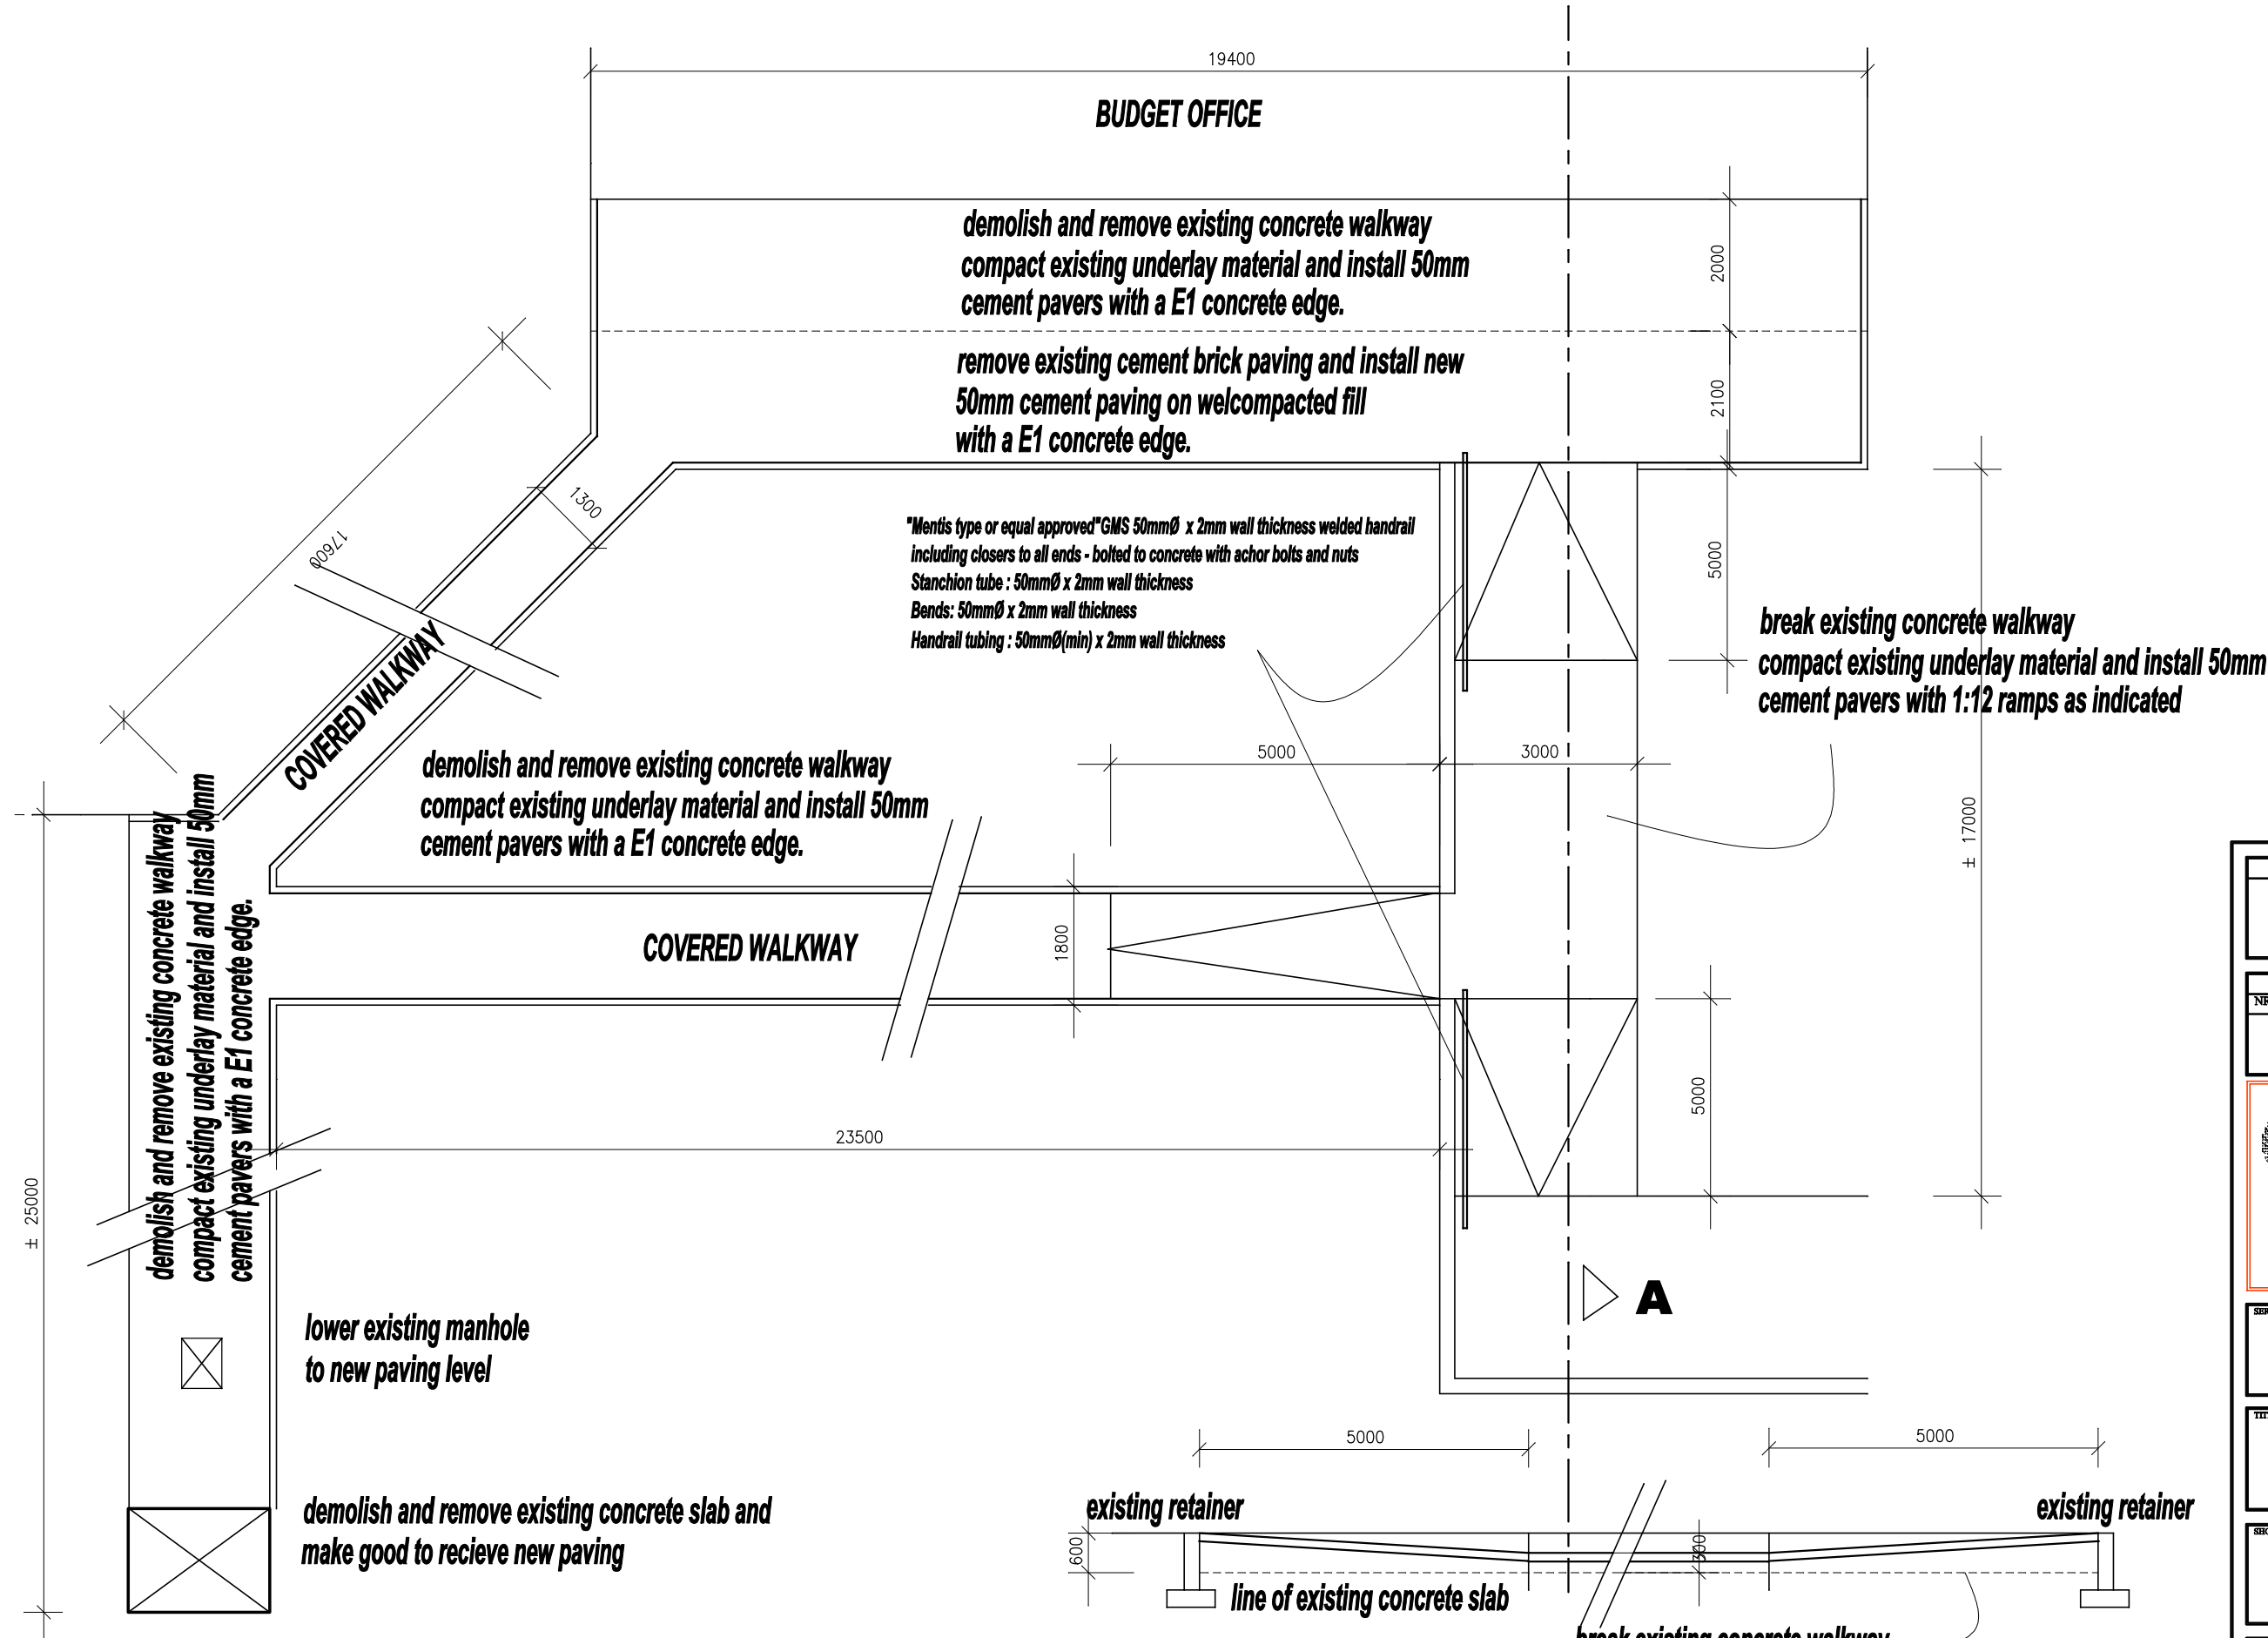 19400
BUDGET OFFICE
demolish and remove existing concrete walkway
compact existing underlay material and install 50mm
cement pavers with a E1 concrete edge.
2000
remove existing cement brick paving and install new
50mm cement paving on welcompacted fill
with a E1 concrete edge.
2100
17600
1300
"Mentis type or equal approved"GMS 50mmØ x 2mm wall thickness welded handrail
including closers to all ends - bolted to concrete with achor bolts and nuts
Stanchion tube : 50mmØ x 2mm wall thickness
Bends: 50mmØ x 2mm wall thickness
Handrail tubing : 50mmØ(min) x 2mm wall thickness
5000
break existing concrete walkway
compact existing underlay material and install 50mm
cement pavers with 1:12 ramps as indicated
COVERED WALKWAY
demolish and remove existing concrete walkway
compact existing underlay material and install 50mm
cement pavers with a E1 concrete edge.
5000
3000
± 17000
demolish and remove existing concrete walkway
compact existing underlay material and install 50mm
cement pavers with a E1 concrete edge.
COVERED WALKWAY
1800
5000
23500
± 25000
A
lower existing manhole
to new paving level
demolish and remove existing concrete slab and
make good to recieve new paving
5000
5000
existing retainer
existing retainer
600
300
line of existing concrete slab
break existing concrete walkway